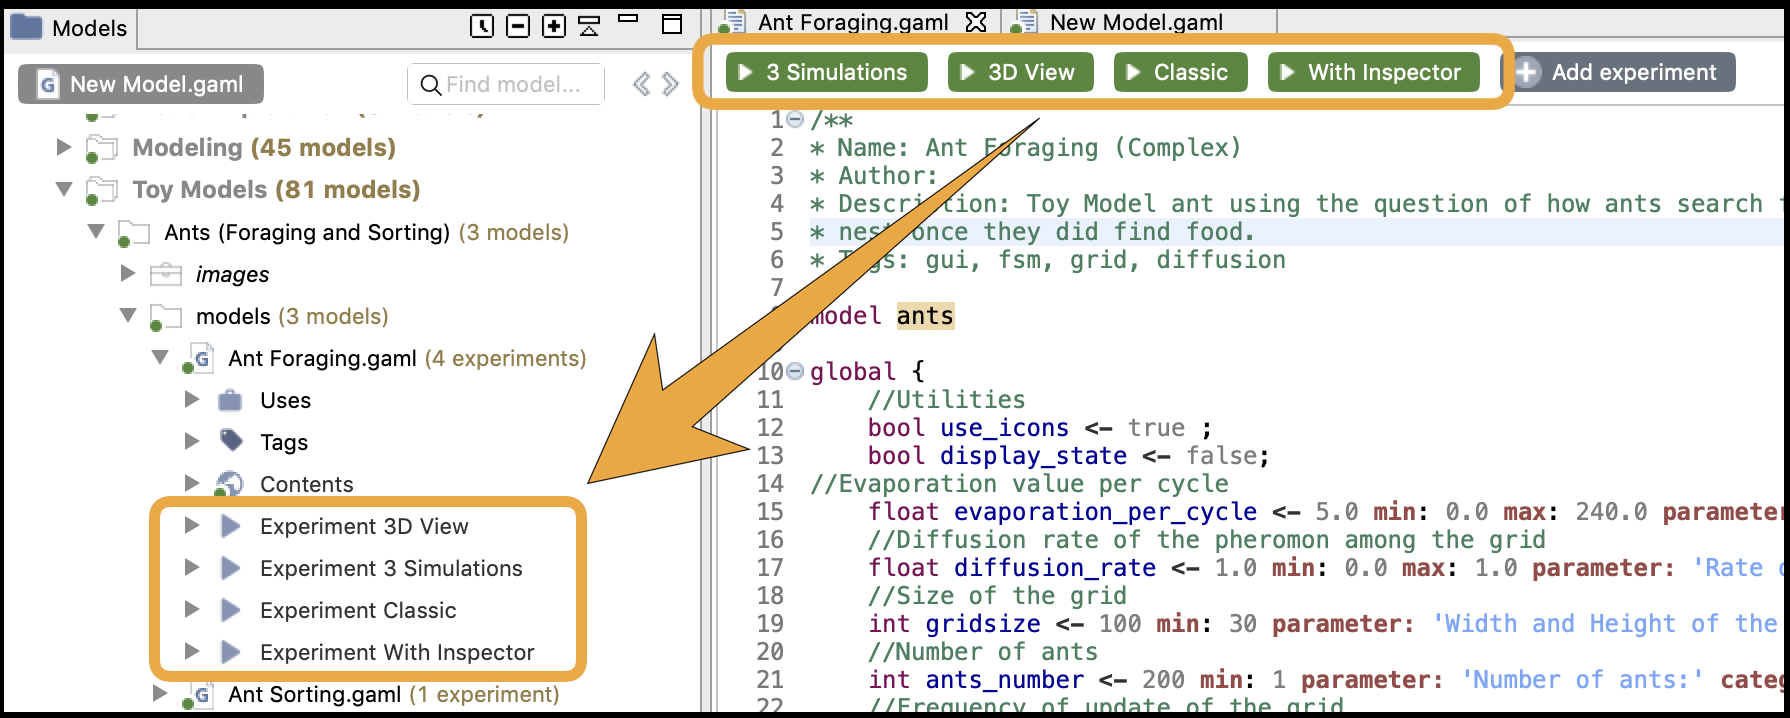 Models
New Model.gaml
Find model...
Modeling (45 models)
Toy Models (81 models)
Ants (Foraging and Sorting) (3 models)
images
models (3 models)
Ant Foraging.gaml (4 experiments)
Uses
Tags
Contents
Experiment 3D View
Experiment 3 Simulations
Experiment Classic
Experiment With Inspector
Ant Sorting.gaml (1 experiment)
Ant Foraging.gaml New Model.gaml
3 Simulations 3D View Classic With Inspector Add experiment
1 /**
2 * Name: Ant Foraging (Complex)
3 * Author:
4 * Description: Toy Model ant using the question of how ants search
5 * nest once they did find food.
6 * Tags: gui, fsm, grid, diffusion
7
model ants
10 global {
11 //Utilities
12 bool use_icons <- true ;
13 bool display_state <- false;
14 //Evaporation value per cycle
15 float evaporation_per_cycle <- 5.0 min: 0.0 max: 240.0 parameter
16 //Diffusion rate of the pheromon among the grid
17 float diffusion_rate <- 1.0 min: 0.0 max: 1.0 parameter: 'Rate
18 //Size of the grid
19 int gridsize <- 100 min: 30 parameter: 'Width and Height of the
20 //Number of ants
21 int ants_number <- 200 min: 1 parameter: 'Number of ants:' categ
22 //Frequency of update of the grid